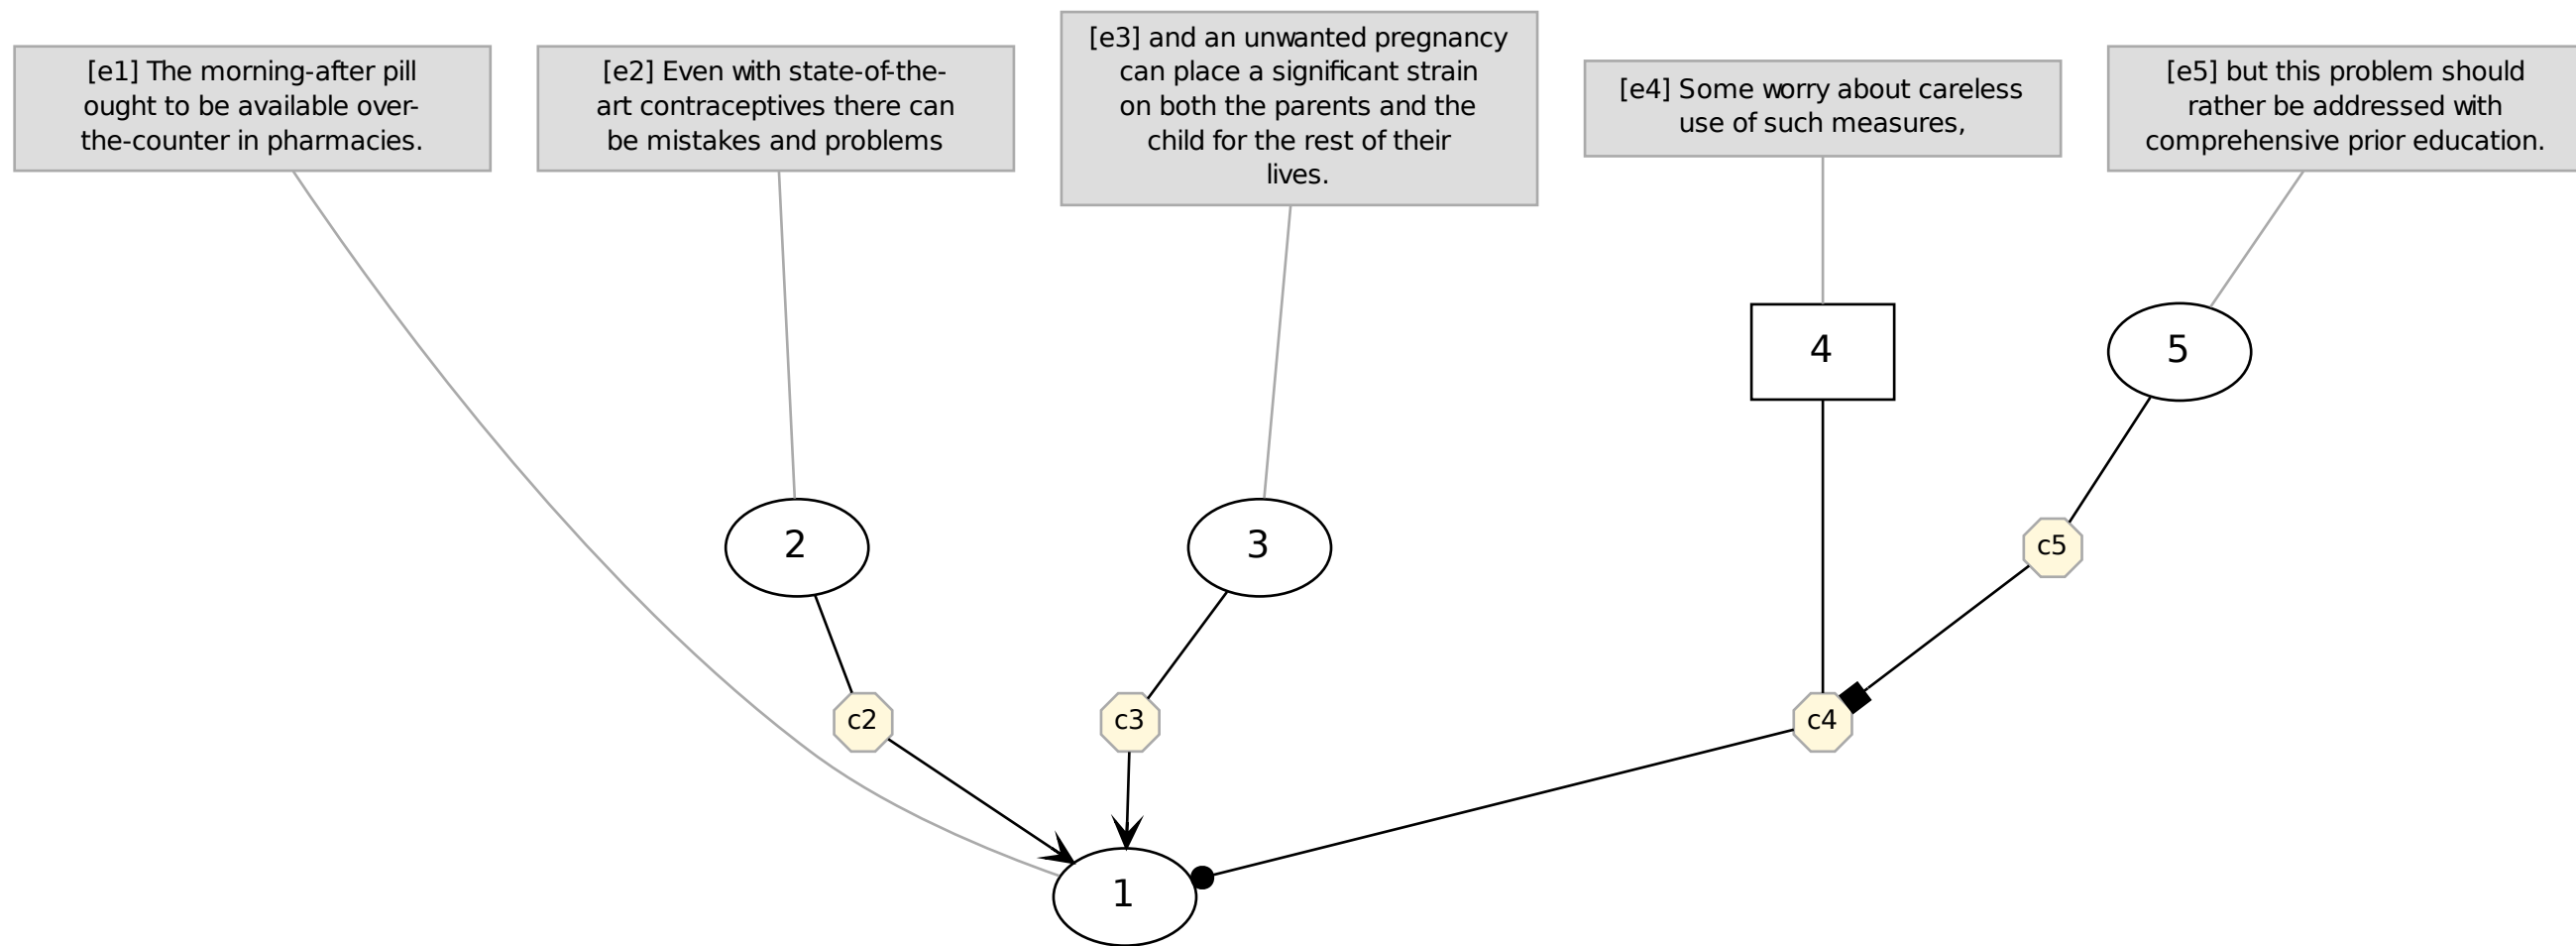 [e1] The morning-after pill
ought to be available over-
the-counter in pharmacies.
[e2] Even with state-of-the-
art contraceptives there can
be mistakes and problems
[e3] and an unwanted pregnancy
can place a significant strain
on both the parents and the
child for the rest of their
lives.
[e4] Some worry about careless
use of such measures,
[e5] but this problem should
rather be addressed with
comprehensive prior education.
4
5
2
3
c5
c2
c3
c4
1